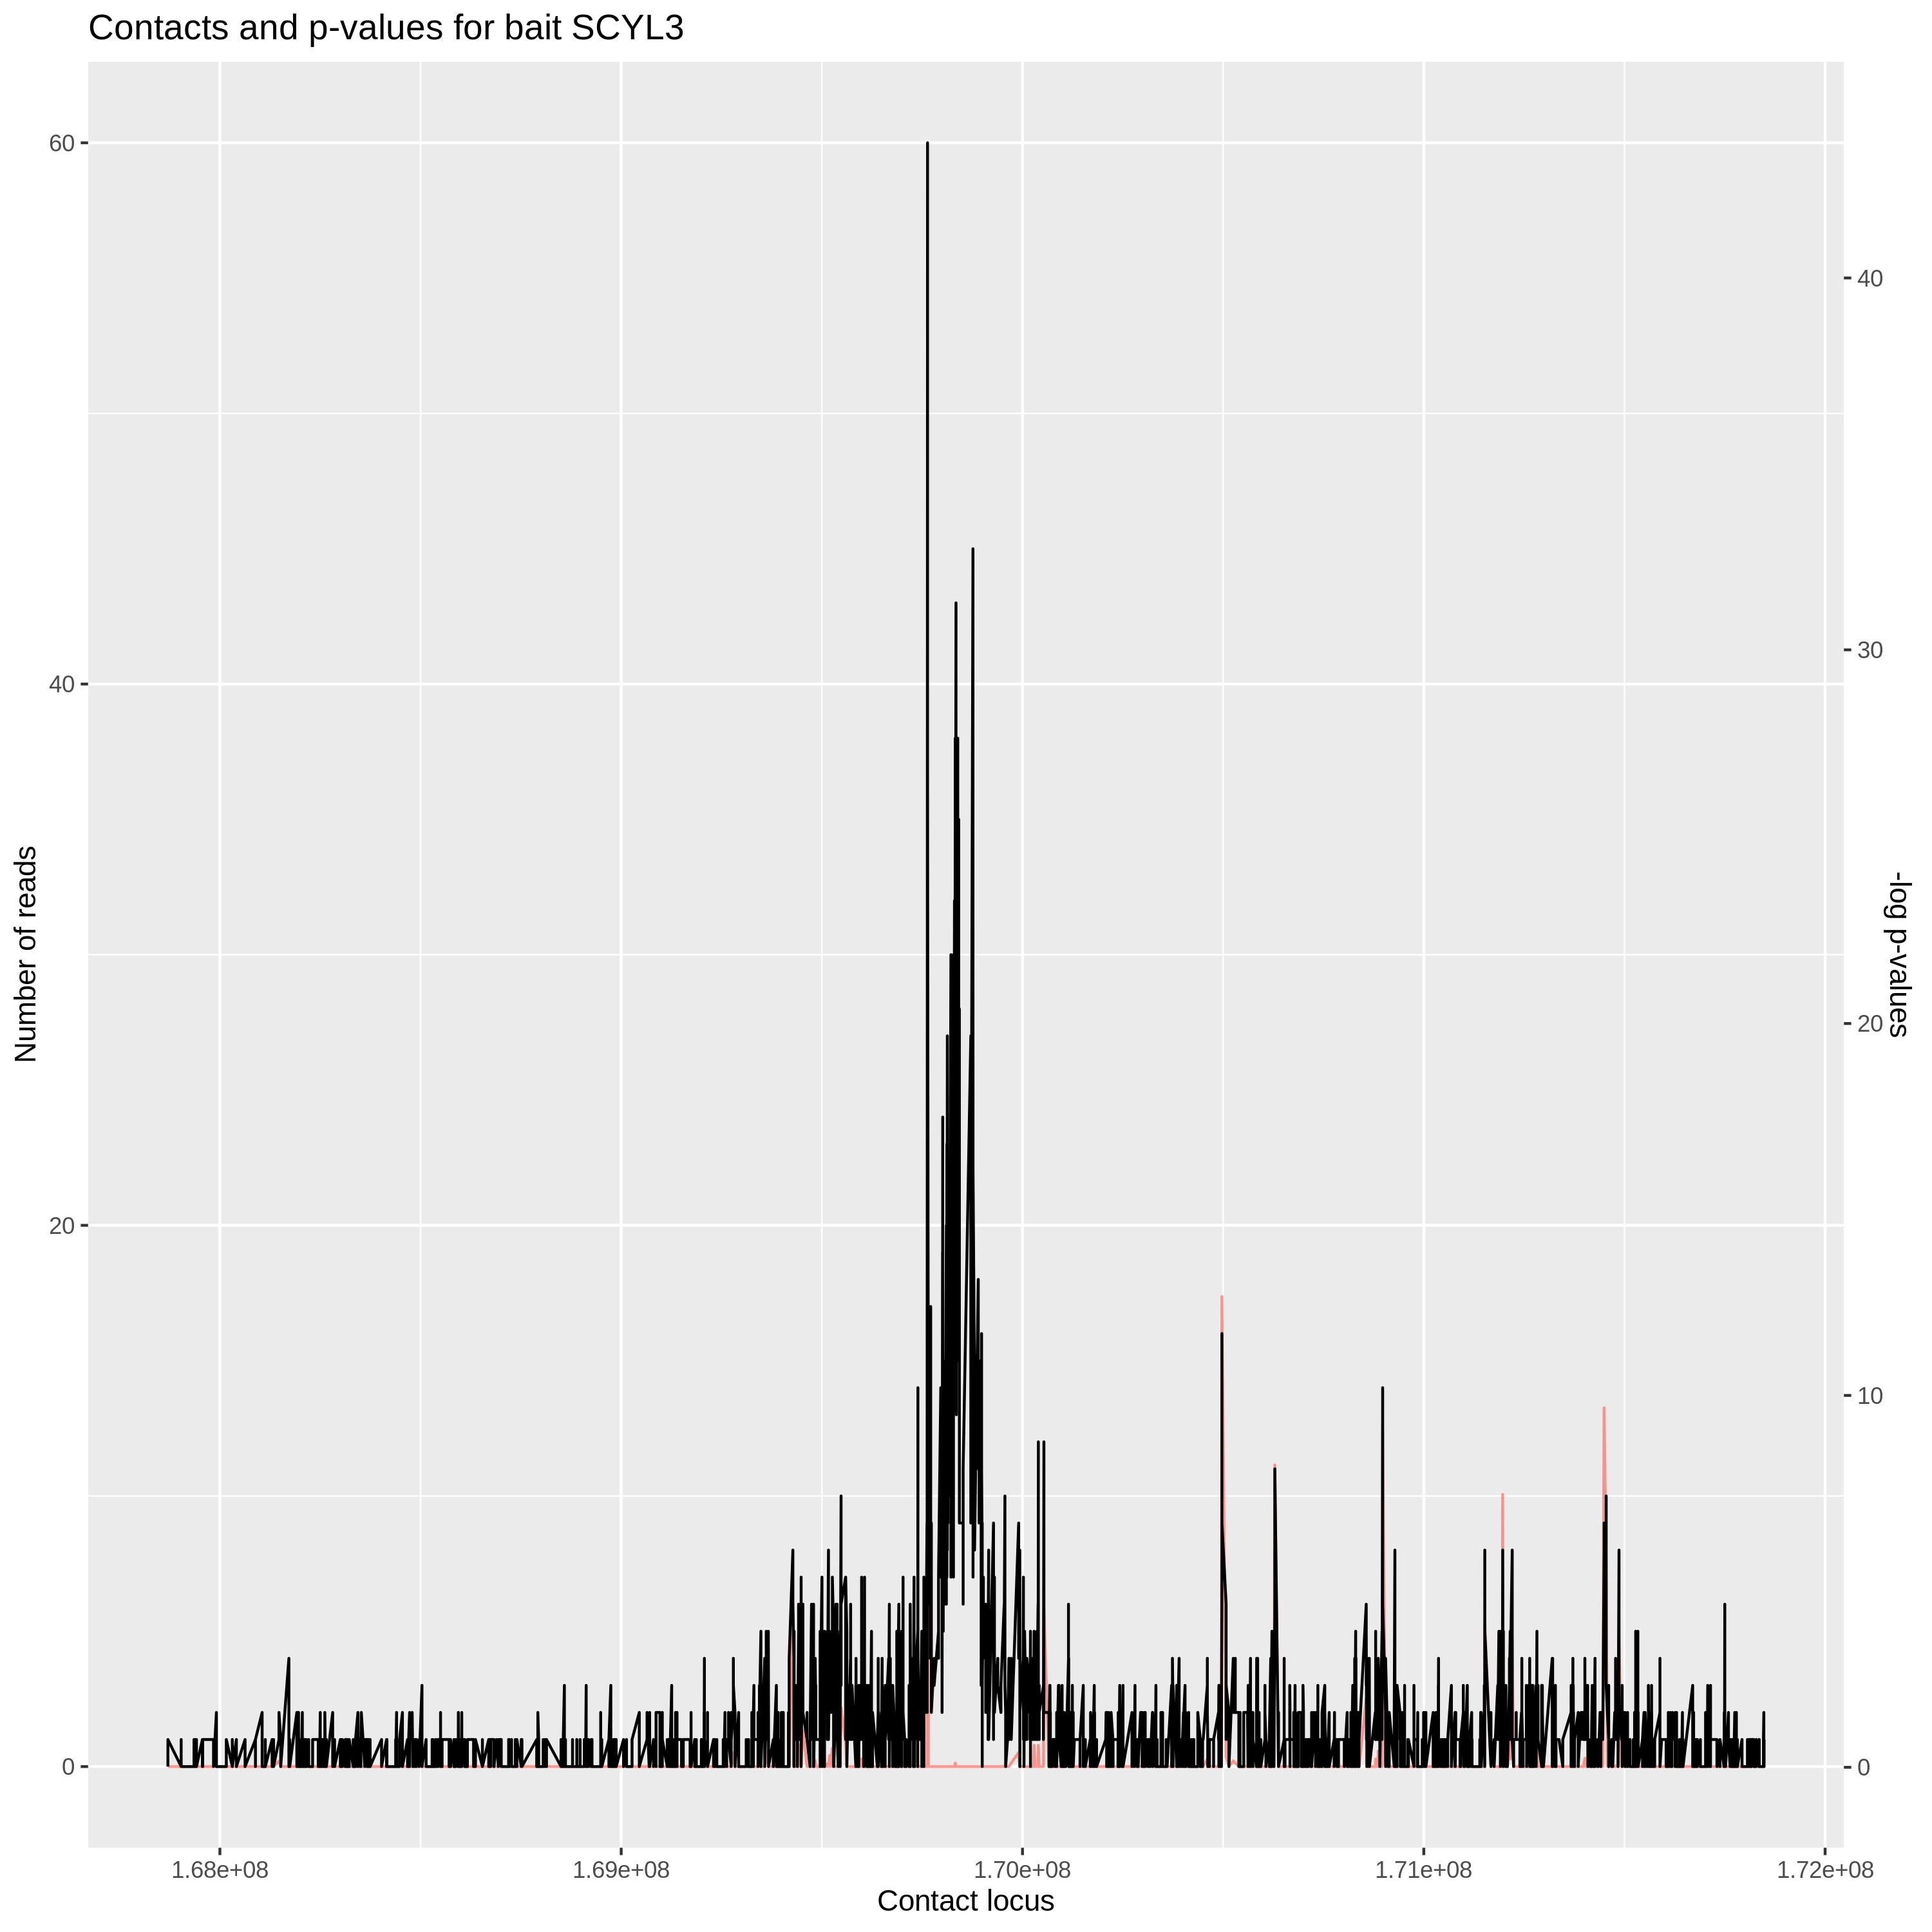 Contacts and p-values for bait SCYL3
60
40
20
0
Number of reads
40
30
20
10
0
-log p-values
1.68e+08 1.69e+08 1.70e+08 1.71e+08 1.72e+08
Contact locus